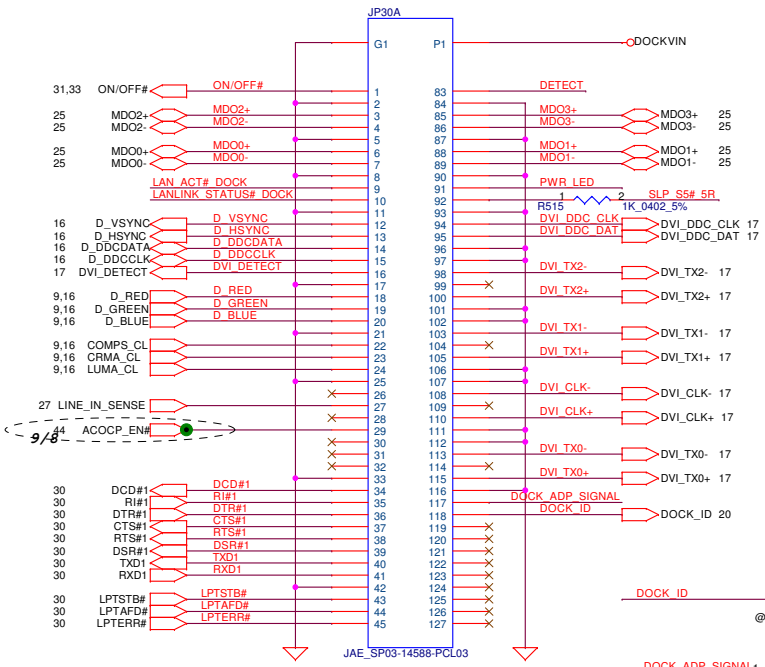 JP30A
G1 P1 DOCKVIN
31,33 ON/OFF# ON/OFF# 1 83 DETECT
2 84
25 MDO2+ MDO2+ 3 85 MDO3+ MDO3+ 25
25 MDO2- MDO2- 4 86 MDO3- MDO3- 25
5 87
25 MDO0+ MDO0+ 6 88 MDO1+ MDO1+ 25
25 MDO0- MDO0- 7 89 MDO1- MDO1- 25
8 90
LAN_ACT#_DOCK 9 91 PWR_LED
LANLINK_STATUS#_DOCK 10 92 1 2 SLP_S5#_5R
R515 1K_0402_5%
11 93
16 D_VSYNC D_VSYNC 12 94 DVI_DDC_CLK DVI_DDC_CLK 17
16 D_HSYNC D_HSYNC 13 95 DVI_DDC_DAT DVI_DDC_DAT 17
16 D_DDCDATA D_DDCDATA 14 96
16 D_DDCCLK D_DDCCLK 15 97
17 DVI_DETECT DVI_DETECT 16 98 DVI_TX2- DVI_TX2- 17
17 99
9,16 D_RED D_RED 18 100 DVI_TX2+ DVI_TX2+ 17
9,16 D_GREEN D_GREEN 19 101
9,16 D_BLUE D_BLUE 20 102
21 103 DVI_TX1- DVI_TX1- 17
9,16 COMPS_CL 22 104
9,16 CRMA_CL 23 105 DVI_TX1+ DVI_TX1+ 17
9,16 LUMA_CL 24 106
25 107
26 108 DVI_CLK- DVI_CLK- 17
27 LINE_IN_SENSE 27 109
28 110 DVI_CLK+ DVI_CLK+ 17
44 ACOCP_EN# 29 111
9/8
30 112
31 113 DVI_TX0- DVI_TX0- 17
32 114
33 115 DVI_TX0+ DVI_TX0+ 17
30 DCD#1 DCD#1 34 116
30 RI#1 RI#1 35 117 DOCK_ADP_SIGNAL
30 DTR#1 DTR#1 36 118 DOCK_ID DOCK_ID 20
30 CTS#1 CTS#1 37 119
30 RTS#1 RTS#1 38 120
30 DSR#1 DSR#1 39 121
30 TXD1 TXD1 40 122
30 RXD1 RXD1 41 123
42 124
30 LPTSTB# LPTSTB# 43 125 DOCK_ID
30 LPTAFD# LPTAFD# 44 126
30 LPTERR# LPTERR# 45 127
@
JAE_SP03-14588-PCL03
DOCK_ADP_SIGNAL